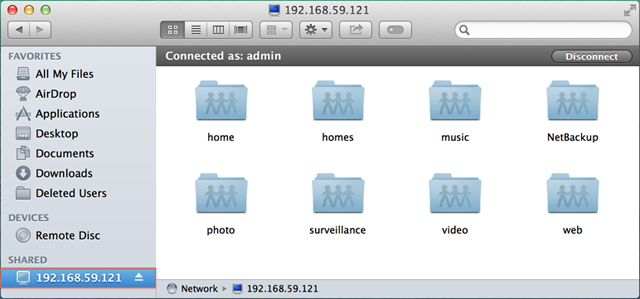 192.168.59.121
FAVORITES
All My Files
AirDrop
Applications
Desktop
Documents
Downloads
Deleted Users
DEVICES
Remote Disc
SHARED
192.168.59.121
Connected as: admin
Disconnect
home
homes
music
NetBackup
photo
surveillance
video
web
Network
192.168.59.121